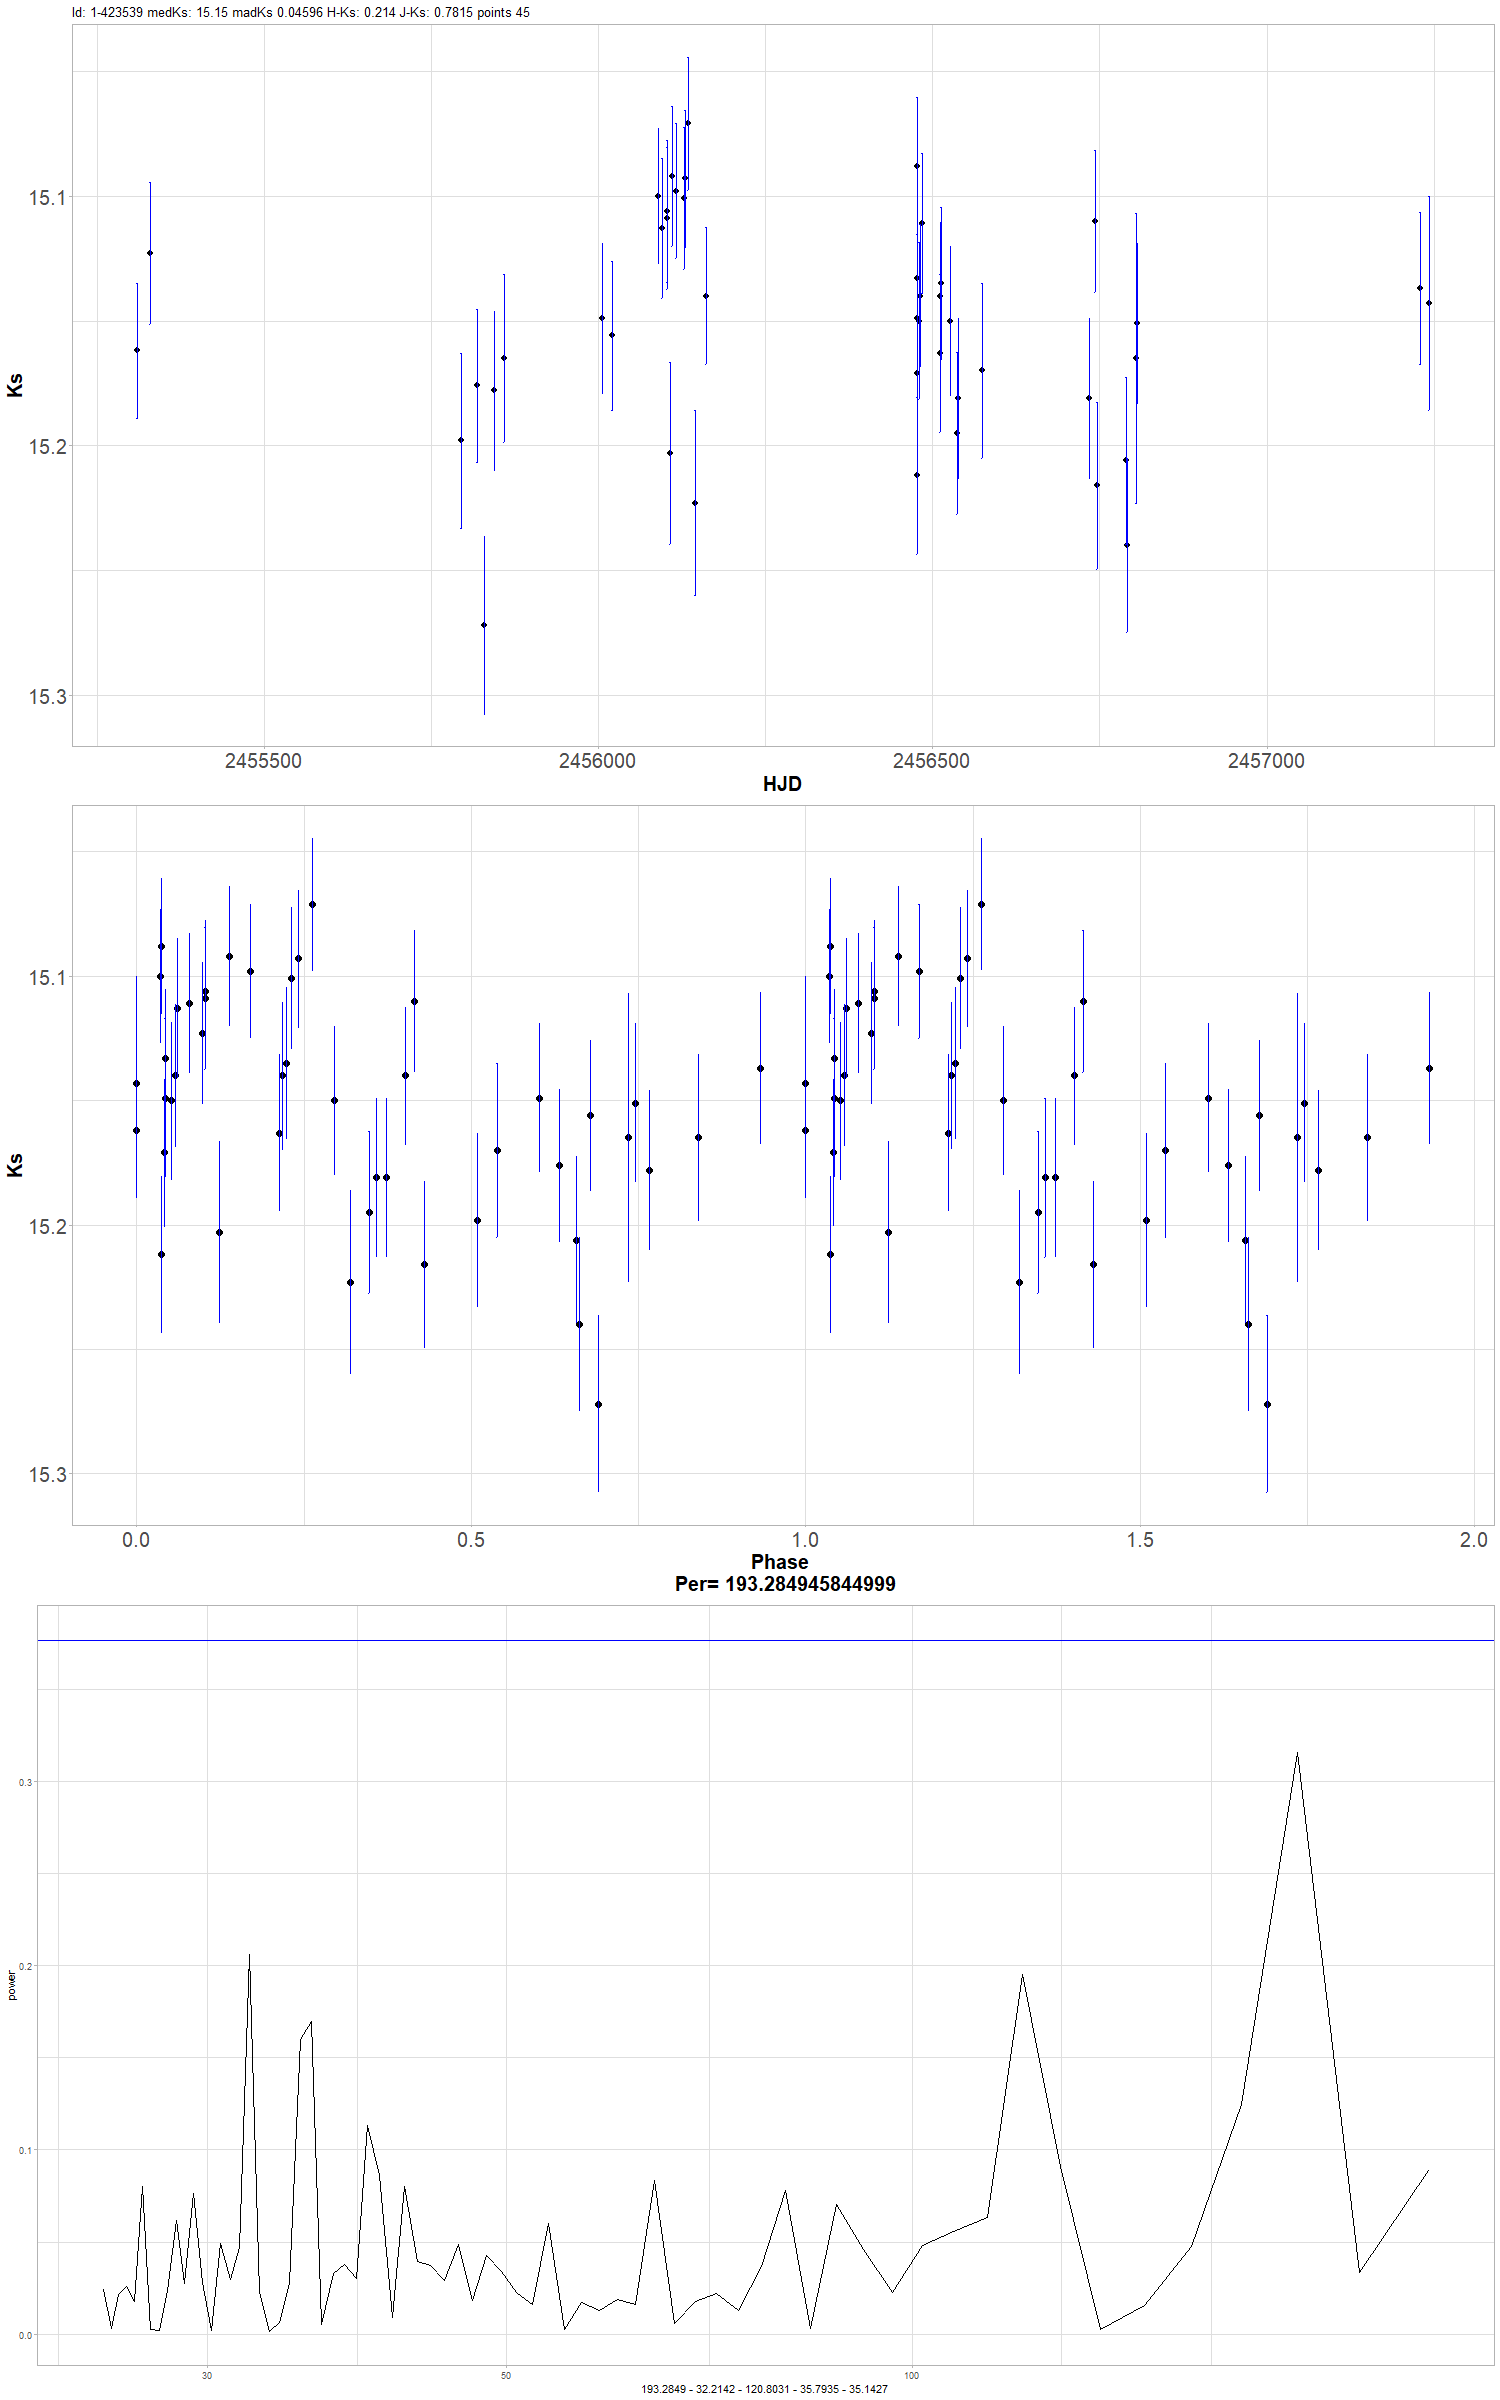 Id: 1-423539 medKs: 15.15 madKs 0.04596 H-Ks: 0.214 J-Ks: 0.7815 points 45
15.1
15.2
15.3
Ks
2455500 2456000 2456500 2457000
HJD
15.1
15.2
15.3
Ks
0.0 0.5 1.0 1.5 2.0
Phase
Per= 193.284945844999
0.3
0.2
0.1
0.0
power
30 50 100
193.2849 - 32.2142 - 120.8031 - 35.7935 - 35.1427